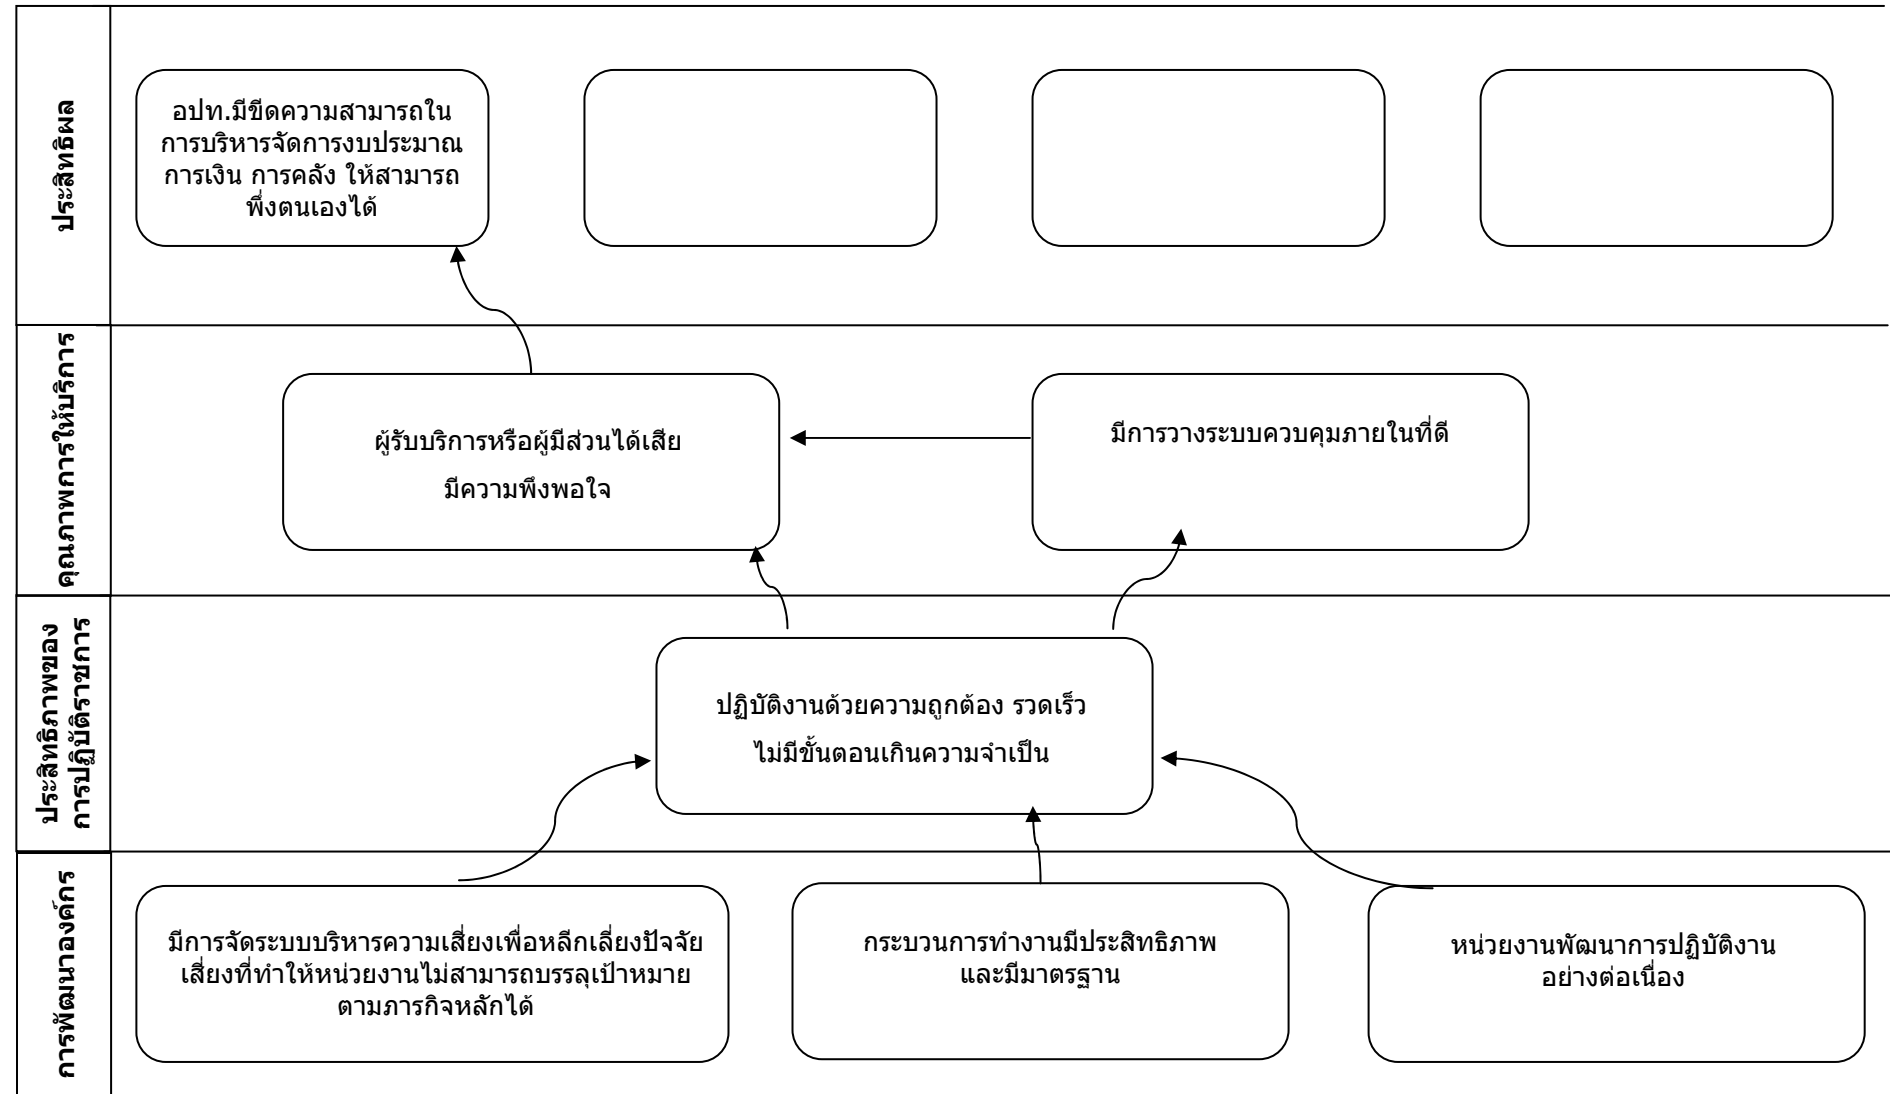 ประสิทธิผล
อปท.มีขีดความสามารถใน
การบริหารจัดการงบประมาณ
การเงิน การคลัง ให้สามารถ
พึ่งตนเองได้
คุณภาพการให้บริการ
ผู้รับบริการหรือผู้มีส่วนได้เสีย
มีความพึงพอใจ
มีการวางระบบควบคุมภายในที่ดี
ประสิทธิภาพของ
การปฏิบัติราชการ
ปฏิบัติงานด้วยความถูกต้อง รวดเร็ว
ไม่มีขั้นตอนเกินความจำเป็น
การพัฒนาองค์กร
มีการจัดระบบบริหารความเสี่ยงเพื่อหลีกเลี่ยงปัจจัย
เสี่ยงที่ทำให้หน่วยงานไม่สามารถบรรลุเป้าหมาย
ตามภารกิจหลักได้
กระบวนการทำงานมีประสิทธิภาพ
และมีมาตรฐาน
หน่วยงานพัฒนาการปฏิบัติงาน
อย่างต่อเนื่อง